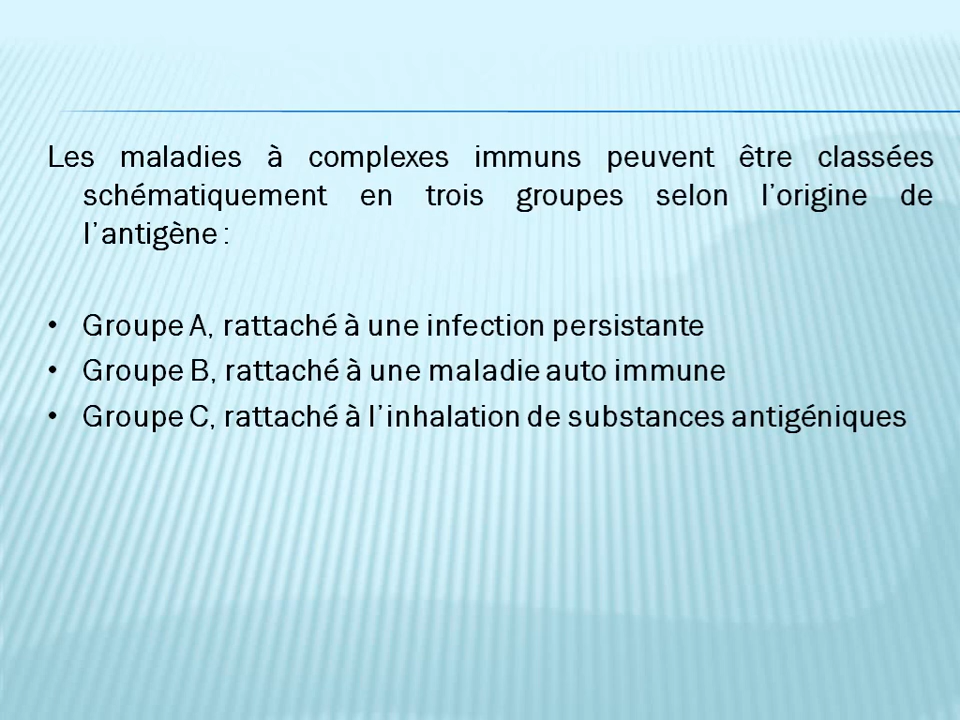 Les maladies à complexes immuns peuvent être classées
schématiquement en trois groupes selon l'origine de
l'antigène :
• Groupe A, rattaché à une infection persistante
• Groupe B, rattaché à une maladie auto immune
• Groupe C, rattaché à l'inhalation de substances antigéniques